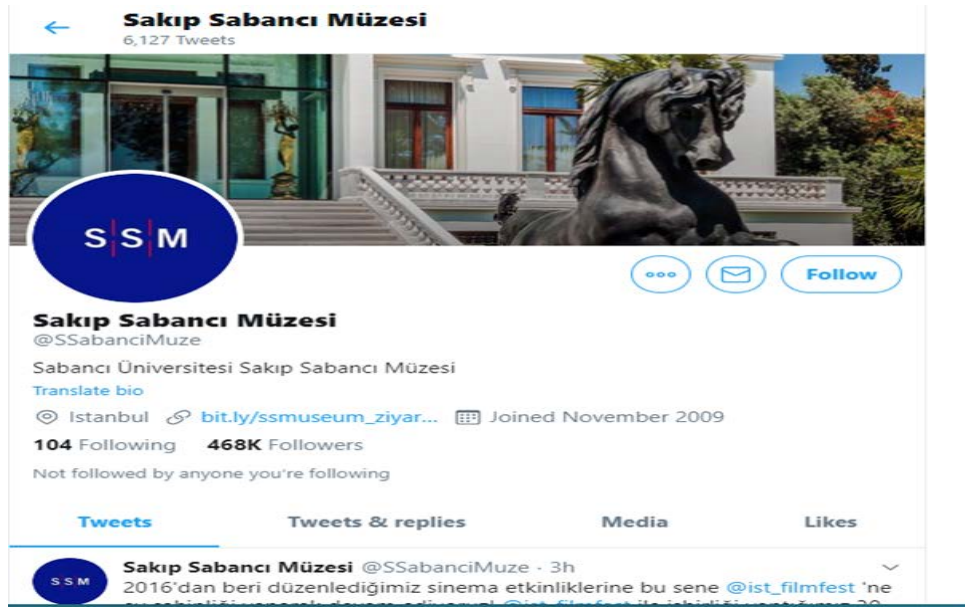 Sakıp Sabancı Müzesi
6,127 Tweets
S S M
Follow
Sakıp Sabancı Müzesi
@SSabanciMuze
Sabancı Üniversitesi Sakıp Sabancı Müzesi
Translate bio
Istanbul bit.ly/ssmuseum_ziyar... Joined November 2009
104 Following 468K Followers
Not followed by anyone you're following
Tweets Tweets & replies Media Likes
S S M
Sakıp Sabancı Müzesi @SSabanciMuze · 3h
2016'dan beri düzenlediğimiz sinema etkinliklerine bu sene @ist_filmfest 'ne